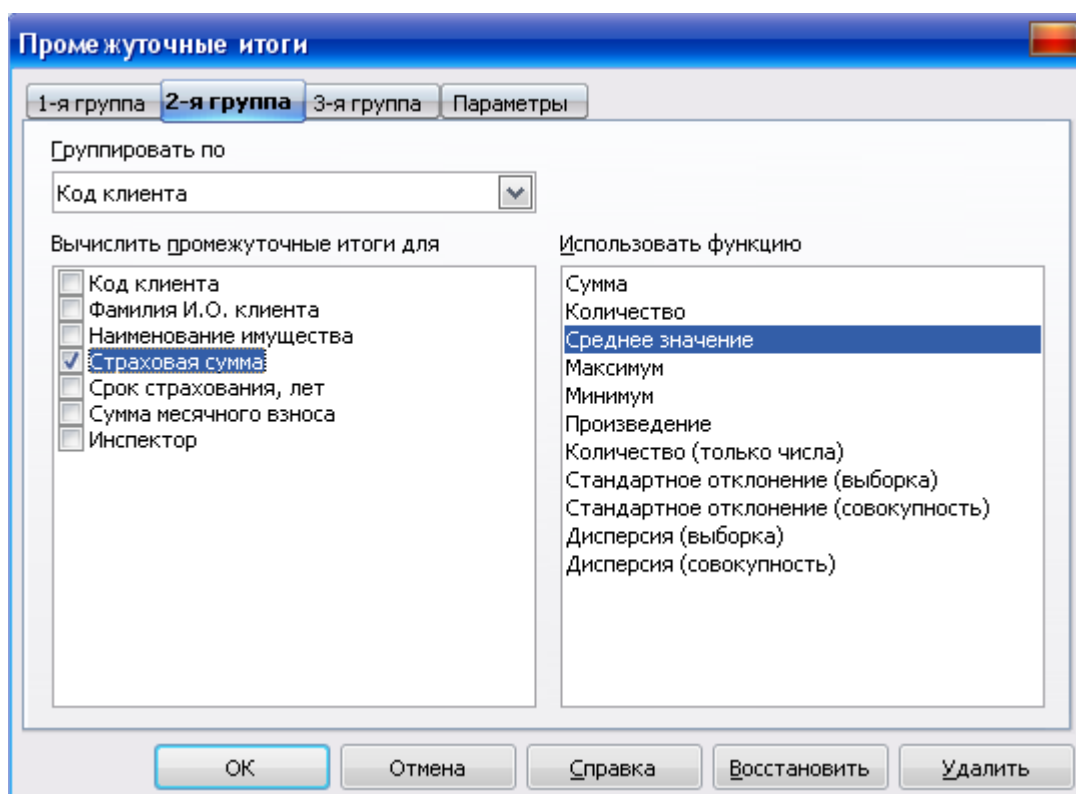 Промежуточные итоги
1-я группа 2-я группа 3-я группа Параметры
Группировать по
Код клиента
Вычислить промежуточные итоги для
Код клиента
Фамилия И.О. клиента
Наименование имущества
Страховая сумма
Срок страхования, лет
Сумма месячного взноса
Инспектор
Использовать функцию
Сумма
Количество
Среднее значение
Максимум
Минимум
Произведение
Количество (только числа)
Стандартное отклонение (выборка)
Стандартное отклонение (совокупность)
Дисперсия (выборка)
Дисперсия (совокупность)
ОК Отмена Справка Восстановить Удалить